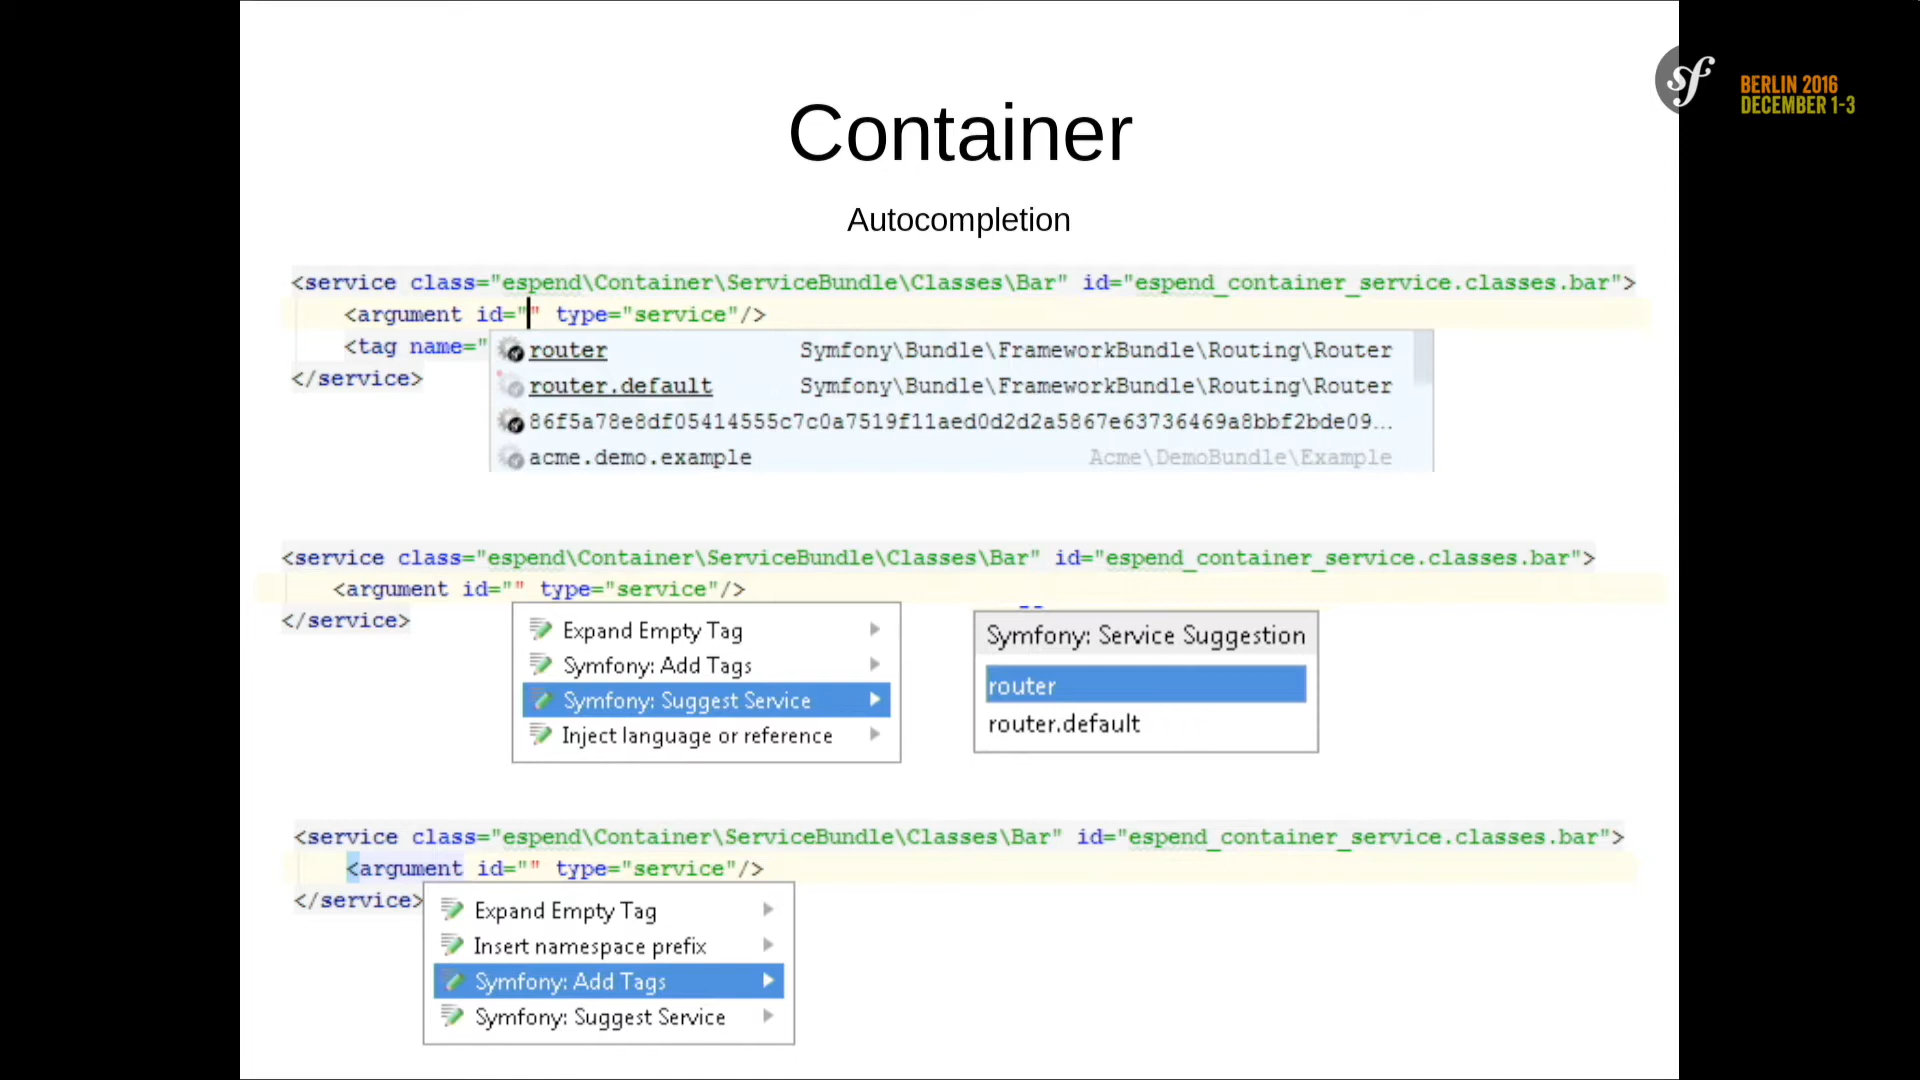 Container
sf BERLIN 2016
DECEMBER 1-3
Autocompletion
<service class="espend\Container\ServiceBundle\Classes\Bar" id="espend_container_service.classes.bar">
<argument id="" type="service"/>
<tag name="
</service>
router Symfony\Bundle\FrameworkBundle\Routing\Router
router.default Symfony\Bundle\FrameworkBundle\Routing\Router
86f5a78e8df05414555c7c0a7519f11aed0d2d2a5867e63736469a8bbf2bde09...
acme.demo.example Acme\DemoBundle\Example
<service class="espend\Container\ServiceBundle\Classes\Bar" id="espend_container_service.classes.bar">
<argument id="" type="service"/>
</service>
Expand Empty Tag
Symfony: Add Tags
Symfony: Suggest Service
Inject language or reference
Symfony: Service Suggestion
router
router.default
<service class="espend\Container\ServiceBundle\Classes\Bar" id="espend_container_service.classes.bar">
<argument id="" type="service"/>
</service>
Expand Empty Tag
Insert namespace prefix
Symfony: Add Tags
Symfony: Suggest Service